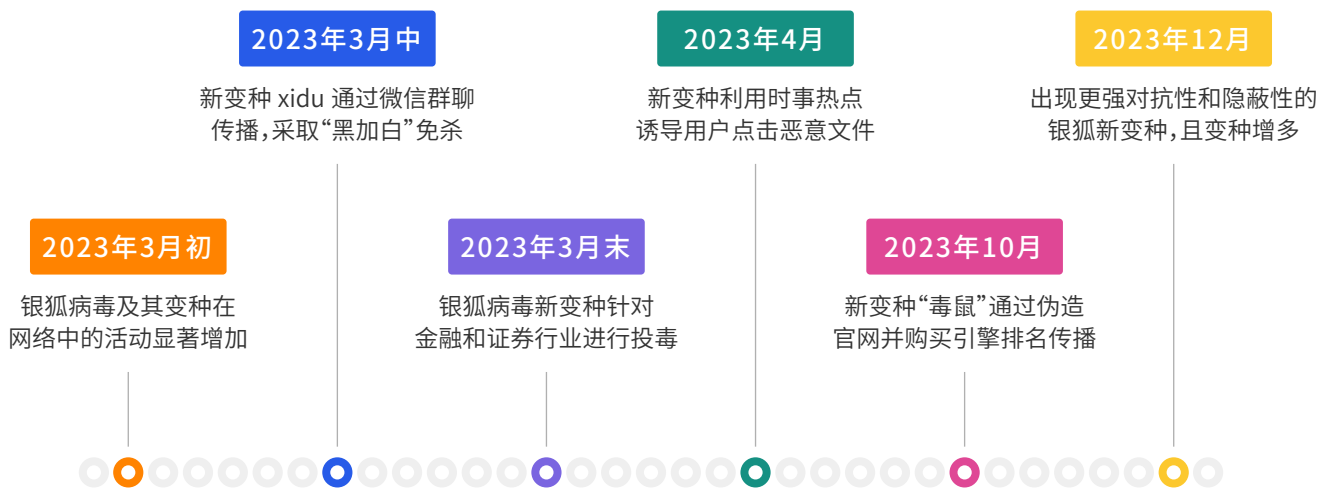 2023年3月中
新变种 xidu 通过微信群聊
传播,采取“黑加白”免杀
2023年4月
新变种利用时事热点
诱导用户点击恶意文件
2023年12月
出现更强对抗性和隐蔽性的
银狐新变种,且变种增多
2023年3月初
银狐病毒及其变种在
网络中的活动显著增加
2023年3月末
银狐病毒新变种针对
金融和证券行业进行投毒
2023年10月
新变种“毒鼠”通过伪造
官网并购买引擎排名传播